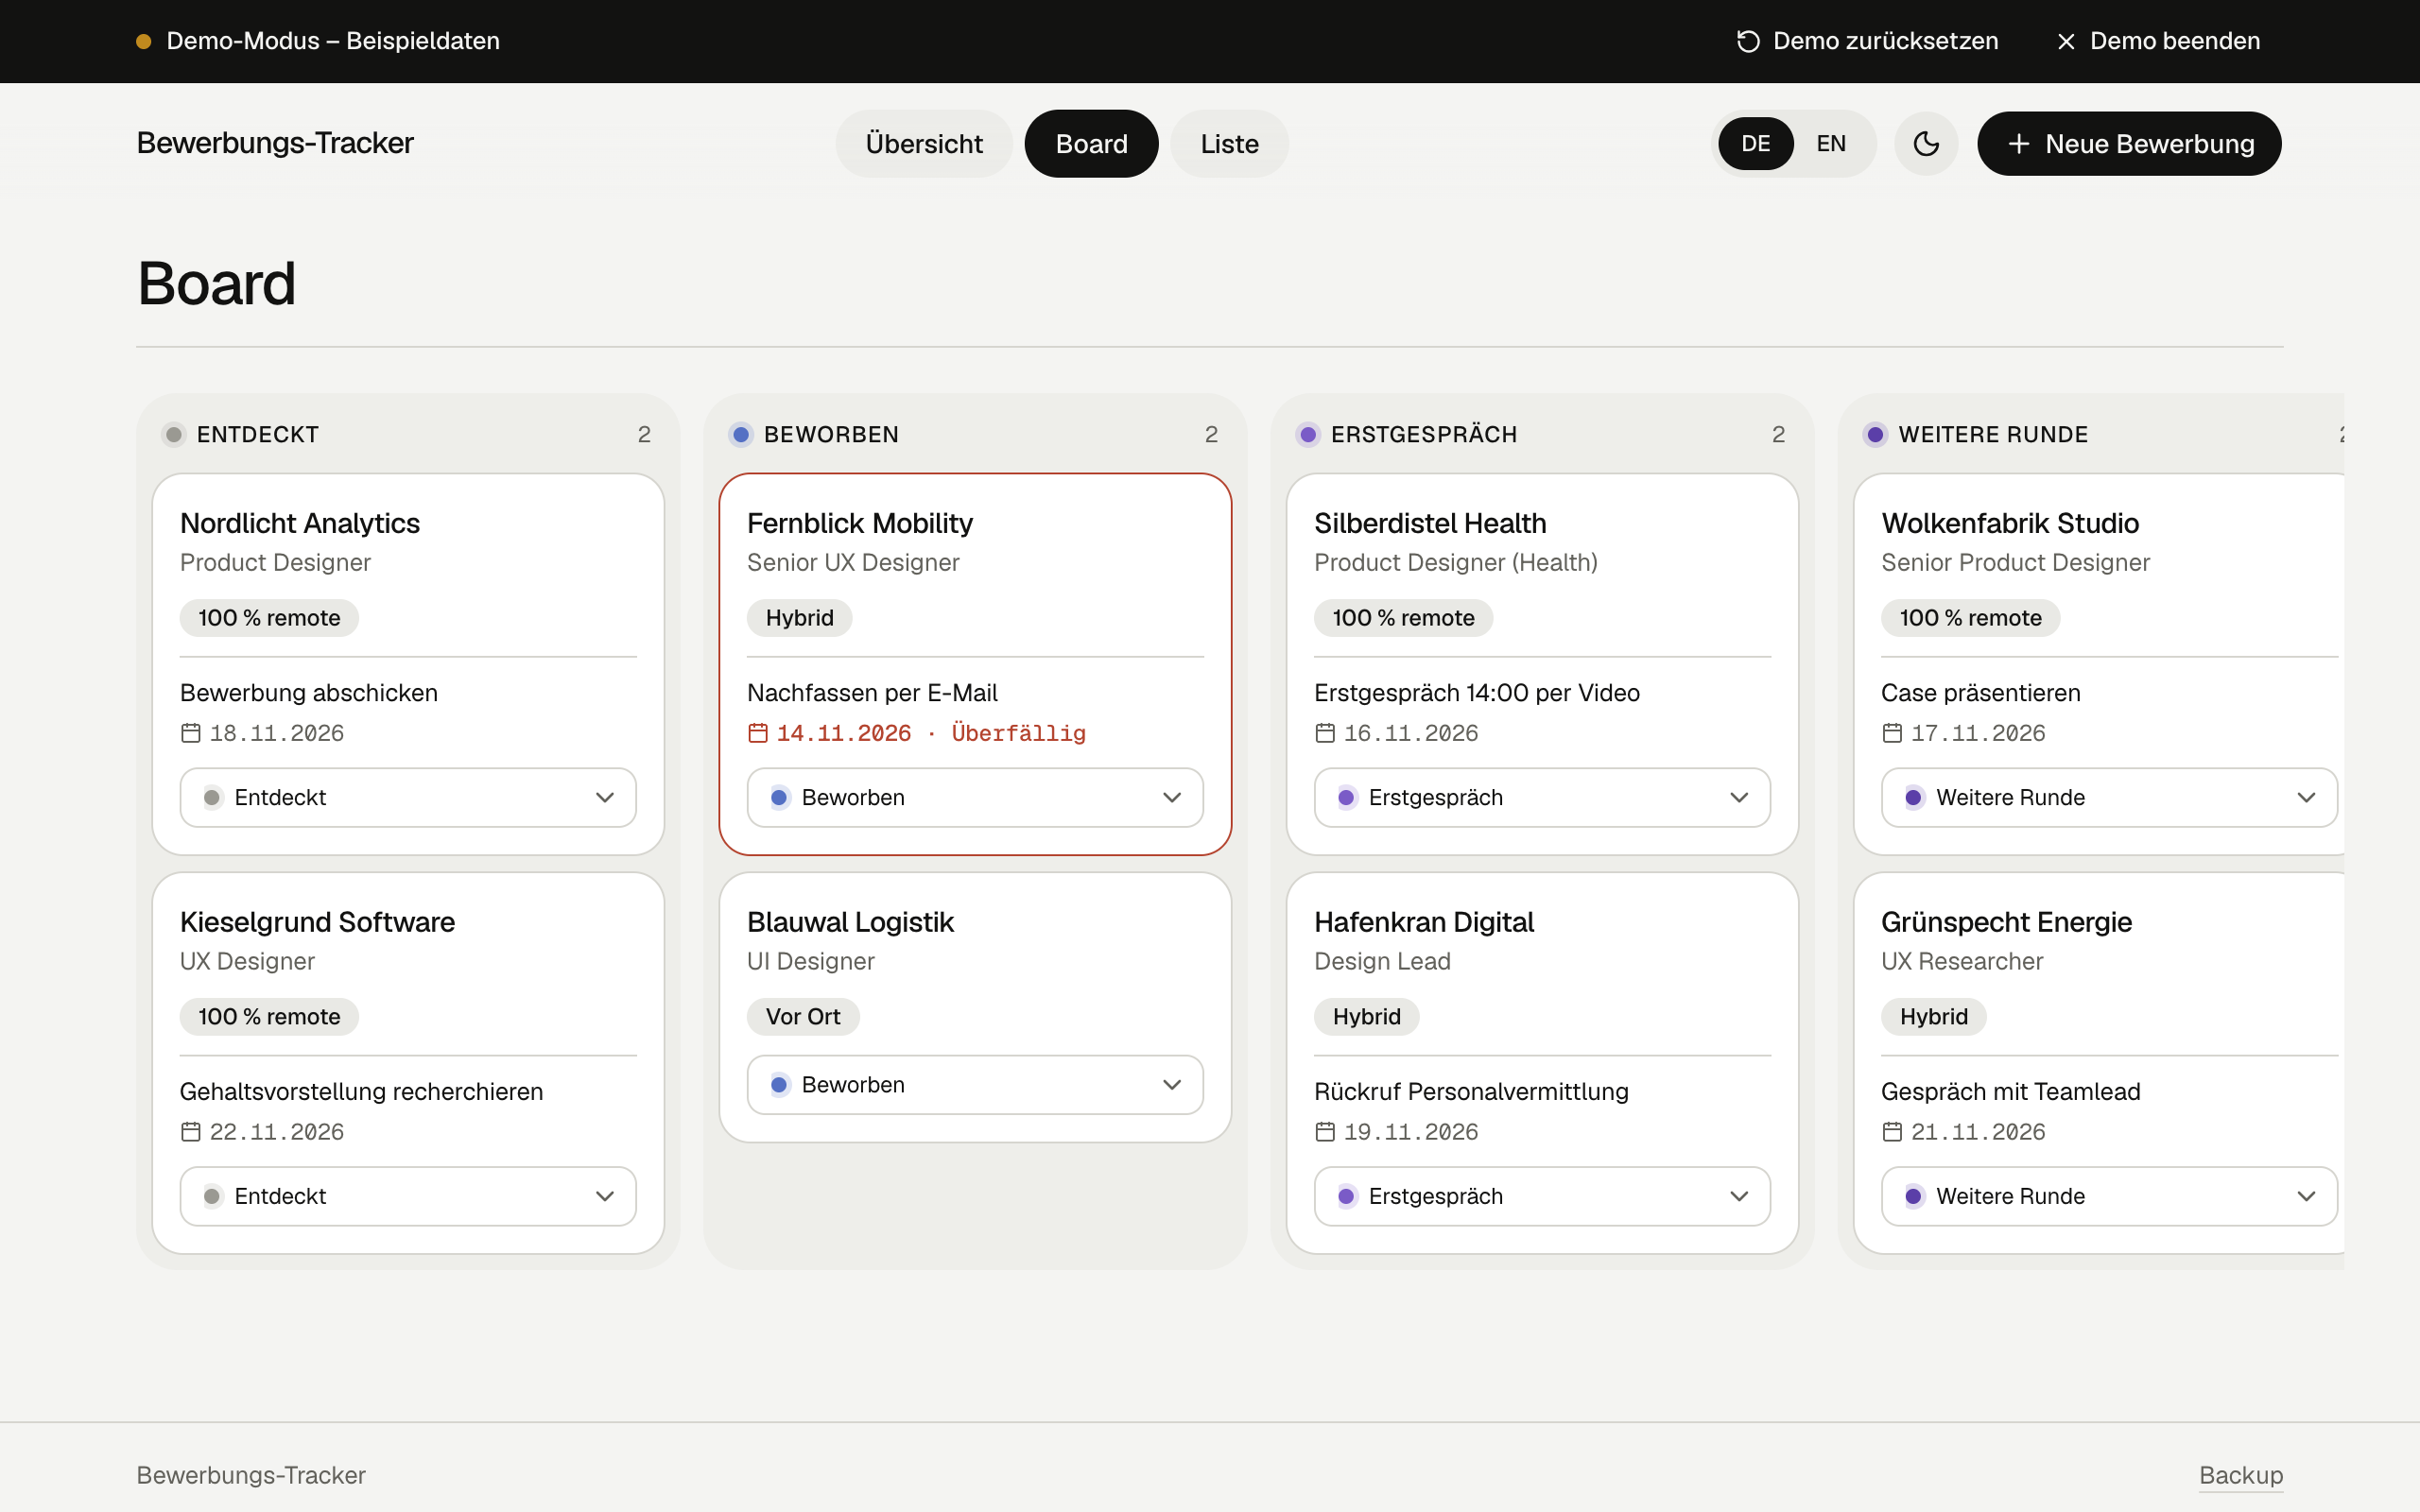 Demo-Modus – Beispieldaten
Demo zurücksetzen
Demo beenden
Bewerbungs-Tracker
Übersicht
Board
Liste
DE
EN
Neue Bewerbung
Board
ENTDECKT 2
Nordlicht Analytics
Product Designer
100 % remote
Bewerbung abschicken
18.11.2026
Entdeckt
Kieselgrund Software
UX Designer
100 % remote
Gehaltsvorstellung recherchieren
22.11.2026
Entdeckt
BEWORBEN 2
Fernblick Mobility
Senior UX Designer
Hybrid
Nachfassen per E-Mail
14.11.2026 · Überfällig
Beworben
Blauwal Logistik
UI Designer
Vor Ort
Beworben
ERSTGESPRÄCH 2
Silberdistel Health
Product Designer (Health)
100 % remote
Erstgespräch 14:00 per Video
16.11.2026
Erstgespräch
Hafenkran Digital
Design Lead
Hybrid
Rückruf Personalvermittlung
19.11.2026
Erstgespräch
WEITERE RUNDE
Wolkenfabrik Studio
Senior Product Designer
100 % remote
Case präsentieren
17.11.2026
Weitere Runde
Grünspecht Energie
UX Researcher
Hybrid
Gespräch mit Teamlead
21.11.2026
Weitere Runde
Bewerbungs-Tracker
Backup